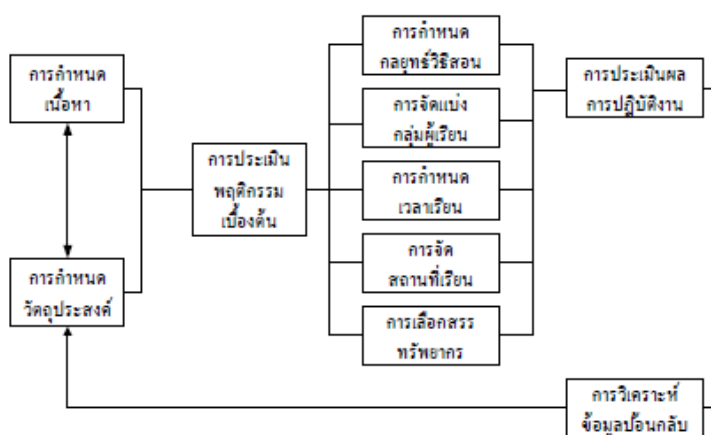 การกำหนด
เนื้อหา
การกำหนด
วัตถุประสงค์
การประเมิน
พฤติกรรม
เบื้องต้น
การกำหนด
กลยุทธ์วิธีสอน
การจัดแบ่ง
กลุ่มผู้เรียน
การกำหนด
เวลาเรียน
การจัด
สถานที่เรียน
การเลือกสรร
ทรัพยากร
การประเมินผล
การปฏิบัติงาน
การวิเคราะห์
ข้อมูลป้อนกลับ